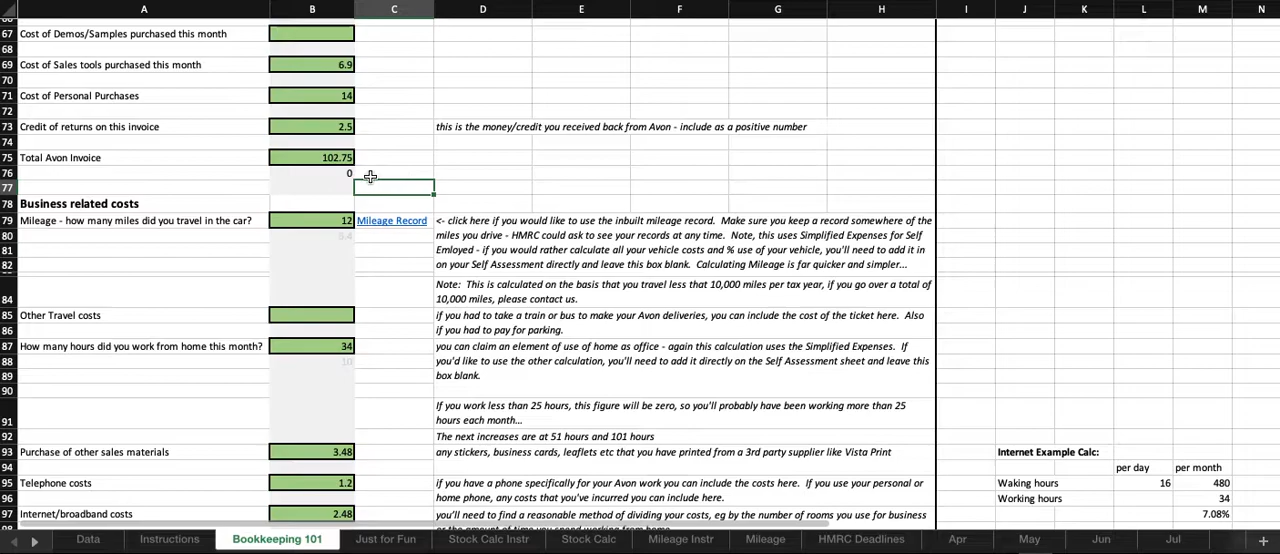 A B C D E F G H I J K L M N
67 Cost of Demos/Samples purchased this month
68
69 Cost of Sales tools purchased this month 6.9
70
71 Cost of Personal Purchases 14
72
73 Credit of returns on this invoice 2.5 this is the money/credit you received back from Avon - include as a positive number
74
75 Total Avon Invoice 102.75
76 0
77
78 Business related costs
79 Mileage - how many miles did you travel in the car? 12 Mileage Record <- click here if you would like to use the inbuilt mileage record. Make sure you keep a record somewhere of the
80 5.4 miles you drive - HMRC could ask to see your records at any time. Note, this uses Simplified Expenses for Self
81 Emloyed - if you would rather calculate all your vehicle costs and % use of your vehicle, you'll need to add it in
82 on your Self Assessment directly and leave this box blank. Calculating Mileage is far quicker and simpler...
Note: This is calculated on the basis that you travel less that 10,000 miles per tax year, if you go over a total of
84 10,000 miles, please contact us.
85 Other Travel costs if you had to take a train or bus to make your Avon deliveries, you can include the cost of the ticket here. Also
86 if you had to pay for parking.
87 How many hours did you work from home this month? 34 you can claim an element of use of home as office - again this calculation uses the Simplified Expenses. If
88 10 you'd like to use the other calculation, you'll need to add it directly on the Self Assessment sheet and leave this
89 box blank.
90
If you work less than 25 hours, this figure will be zero, so you'll probably have been working more than 25
91 hours each month...
92 The next increases are at 51 hours and 101 hours
93 Purchase of other sales materials 3.48 any stickers, business cards, leaflets etc that you have printed from a 3rd party supplier like Vista Print Internet Example Calc:
94 per day per month
95 Telephone costs 1.2 if you have a phone specifically for your Avon work you can include the costs here. if you use your personal or Waking hours 16 480
96 home phone, any costs that you've incurred you can include here. Working hours 34
97 Internet/broadband costs 2.48 you'll need to find a reasonable method of dividing your costs, eg by the number of rooms you use for business 7.08%
Data Instructions Bookkeeping 101 Just for Fun Stock Calc Instr Stock Calc Mileage Instr Mileage HMRC Deadlines Apr May Jun Jul